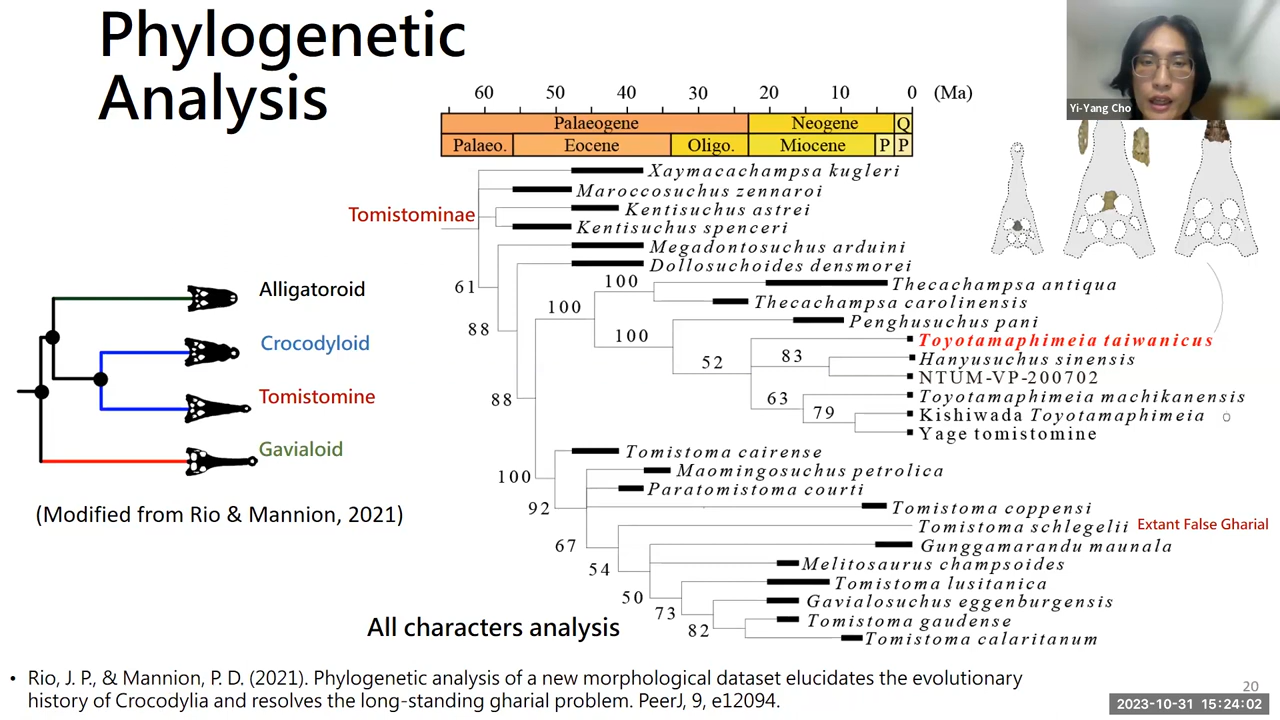 Phylogenetic
Analysis
Yi-Yang Cho
60 50 40 30 20 10 0 (Ma)
Palaeogene Neogene Q
Palaeo. Eocene Oligo. Miocene P P
Xaymacachampsa kugleri
Maroccosuchus zennaroi
Tomistominae
Kentisuchus astrei
Kentisuchus spenceri
Megadontosuchus arduini
Dollosuchoides densmorei
61
100
Thecachampsa antiqua
100
Thecachampsa carolinensis
88
100
Penghusuchus pani
Toyotamaphimeia taiwanicus
52
83
Hanyusuchus sinensis
NTUM-VP-200702
88
63
Toyotamaphimeia machikanensis
79
Kishiwada Toyotamaphimeia
Yage tomistomine
Tomistoma cairense
100
Maomingosuchus petrolica
Paratomistoma courti
92
Tomistoma coppensi
Tomistoma schlegelii Extant False Gharial
67
Gunggamarandu maunala
54
Melitosaurus champsoides
Tomistoma lusitanica
50
Gavialosuchus eggenburgensis
73
Tomistoma gaudense
82
Tomistoma calaritanum
Alligatoroid
Crocodyloid
Tomistomine
Gavialoid
(Modified from Rio & Mannion, 2021)
All characters analysis
• Rio, J. P., & Mannion, P. D. (2021). Phylogenetic analysis of a new morphological dataset elucidates the evolutionary
history of Crocodylia and resolves the long-standing gharial problem. PeerJ, 9, e12094.
20
2023-10-31 15:24:02